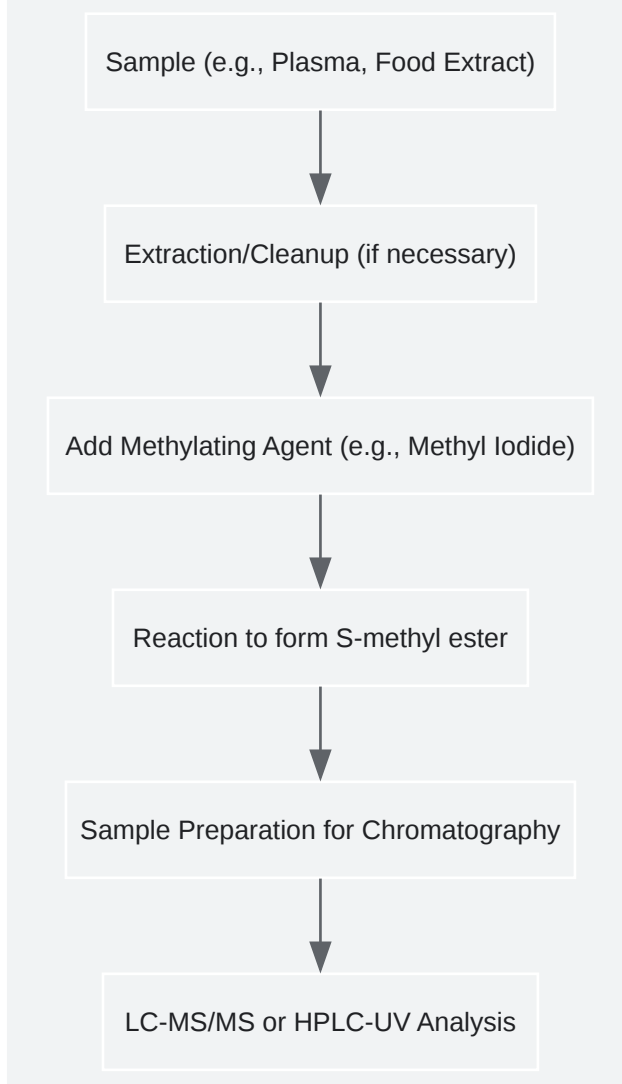 Sample (e.g., Plasma, Food Extract)
Extraction/Cleanup (if necessary)
Add Methylating Agent (e.g., Methyl Iodide)
Reaction to form S-methyl ester
Sample Preparation for Chromatography
LC-MS/MS or HPLC-UV Analysis